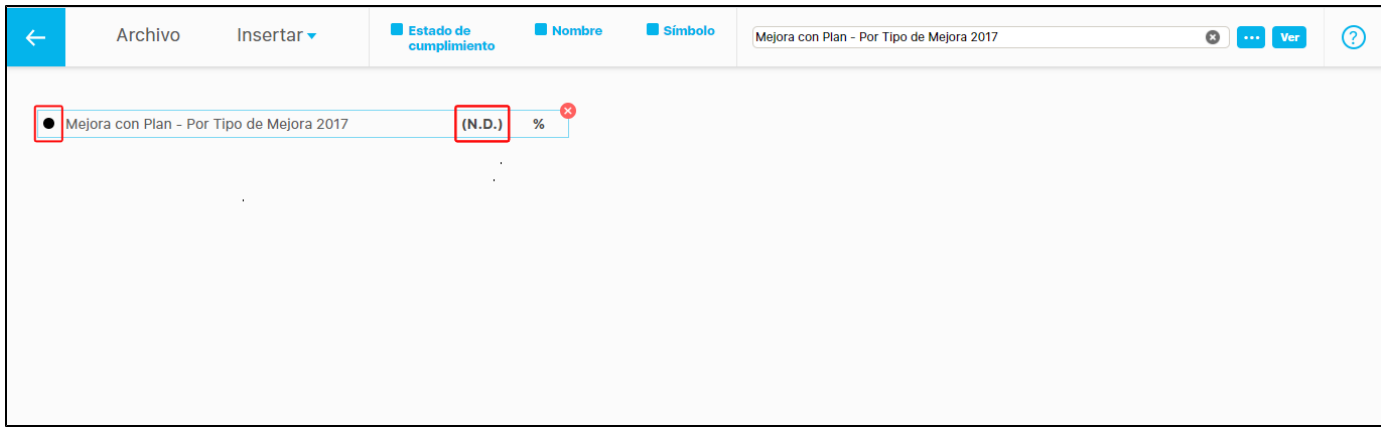 Archivo
Insertar
Estado de
cumplimiento
Nombre
Símbolo
Mejora con Plan - Por Tipo de Mejora 2017
Ver
?
Mejora con Plan - Por Tipo de Mejora 2017 (N.D.) %